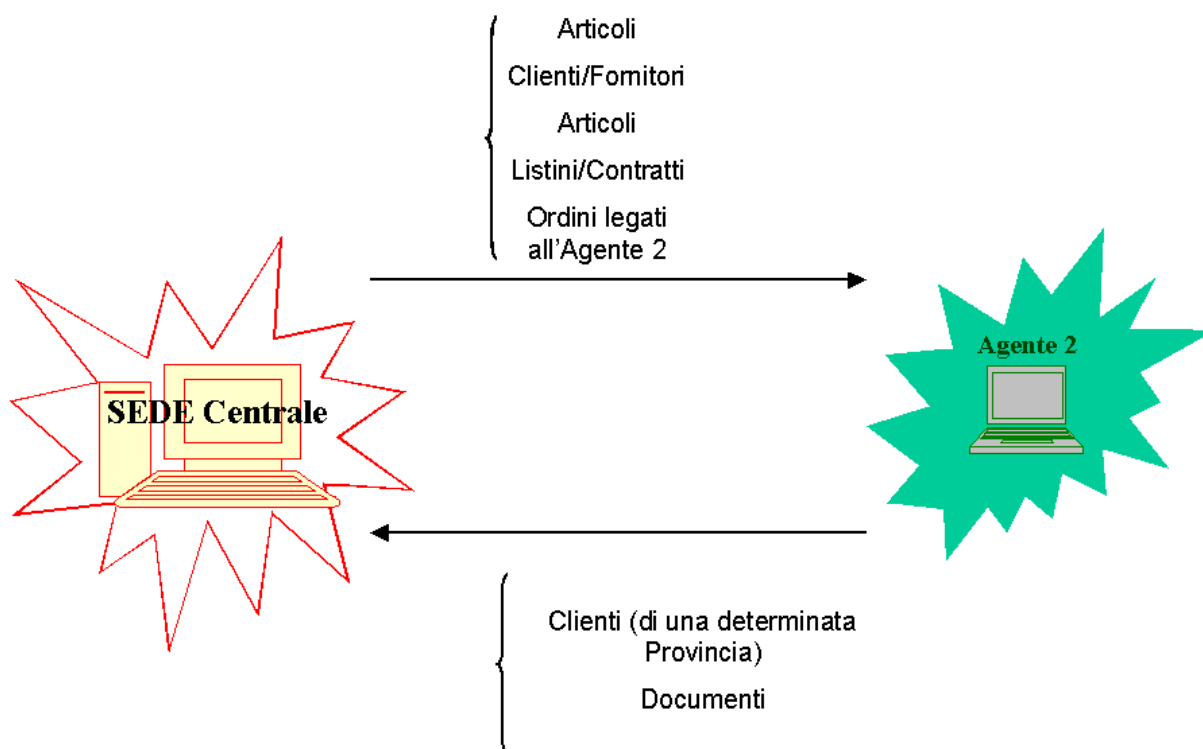 Articoli
Clienti/Fornitori
Articoli
Listini/Contratti
Ordini legati
all'Agente 2
Agente 2
SEDE Centrale
Clienti (di una determinata
Provincia)
Documenti